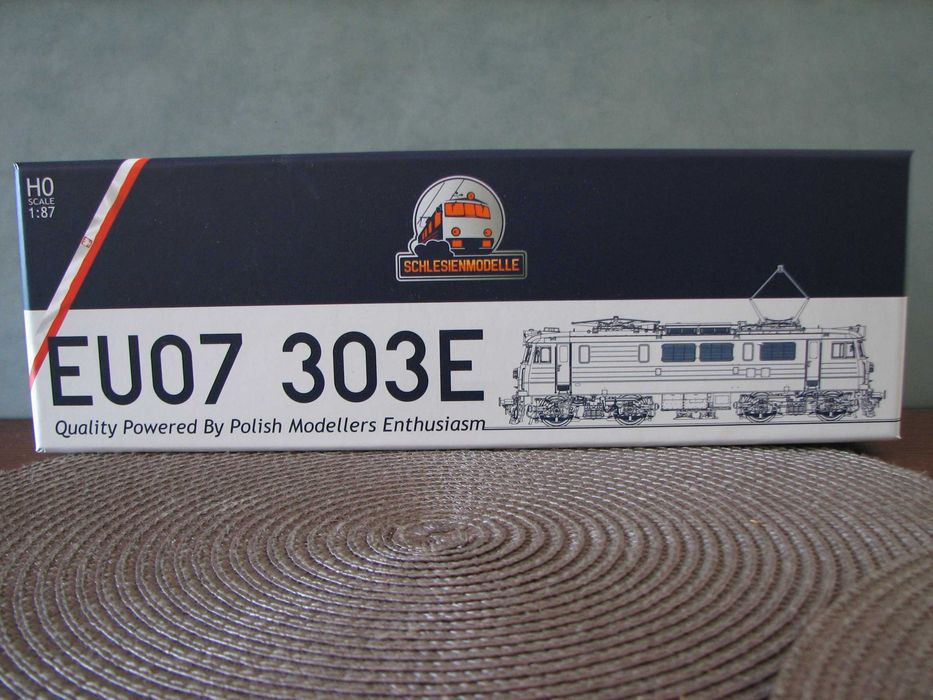 H0
SCALE
1:87
SCHLESIENMODELLE
EU07 303E
Quality Powered By Polish Modellers Enthusiasm